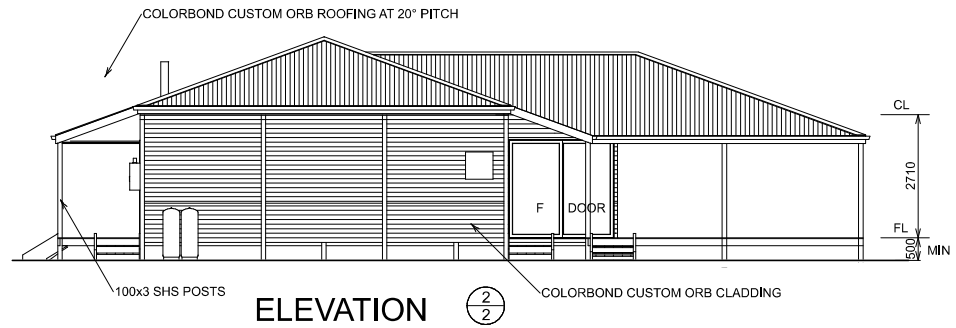 COLORBOND CUSTOM ORB ROOFING AT 20° PITCH
CL
2710
F DOOR
FL
500
MIN
100x3 SHS POSTS
COLORBOND CUSTOM ORB CLADDING
ELEVATION
2
2